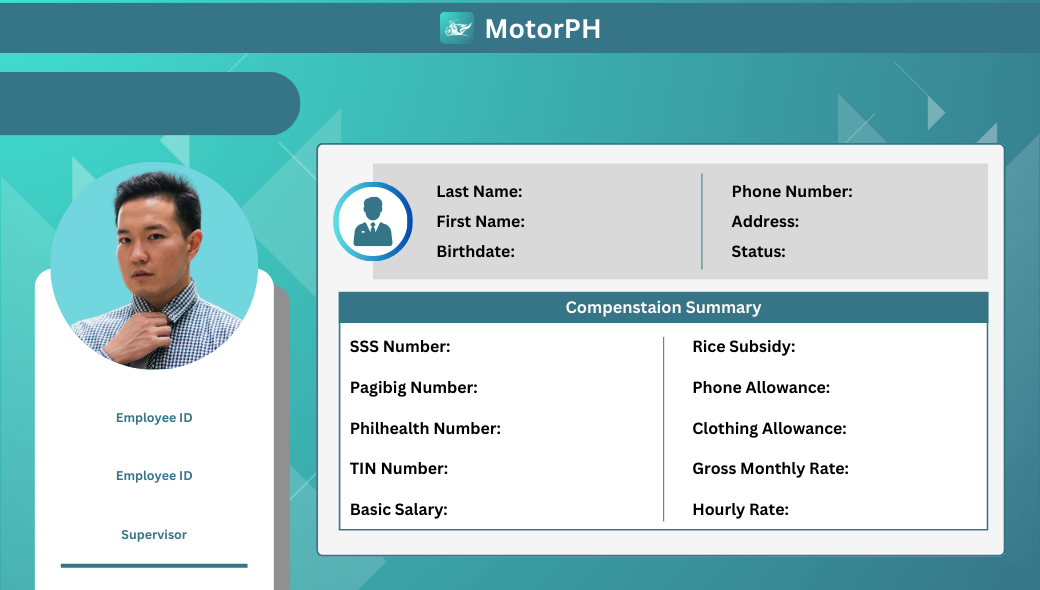 MotorPH
Employee ID
Employee ID
Supervisor
Last Name:
First Name:
Birthdate:
Phone Number:
Address:
Status:
Compenstaion Summary
SSS Number:
Pagibig Number:
Philhealth Number:
TIN Number:
Basic Salary:
Rice Subsidy:
Phone Allowance:
Clothing Allowance:
Gross Monthly Rate:
Hourly Rate: